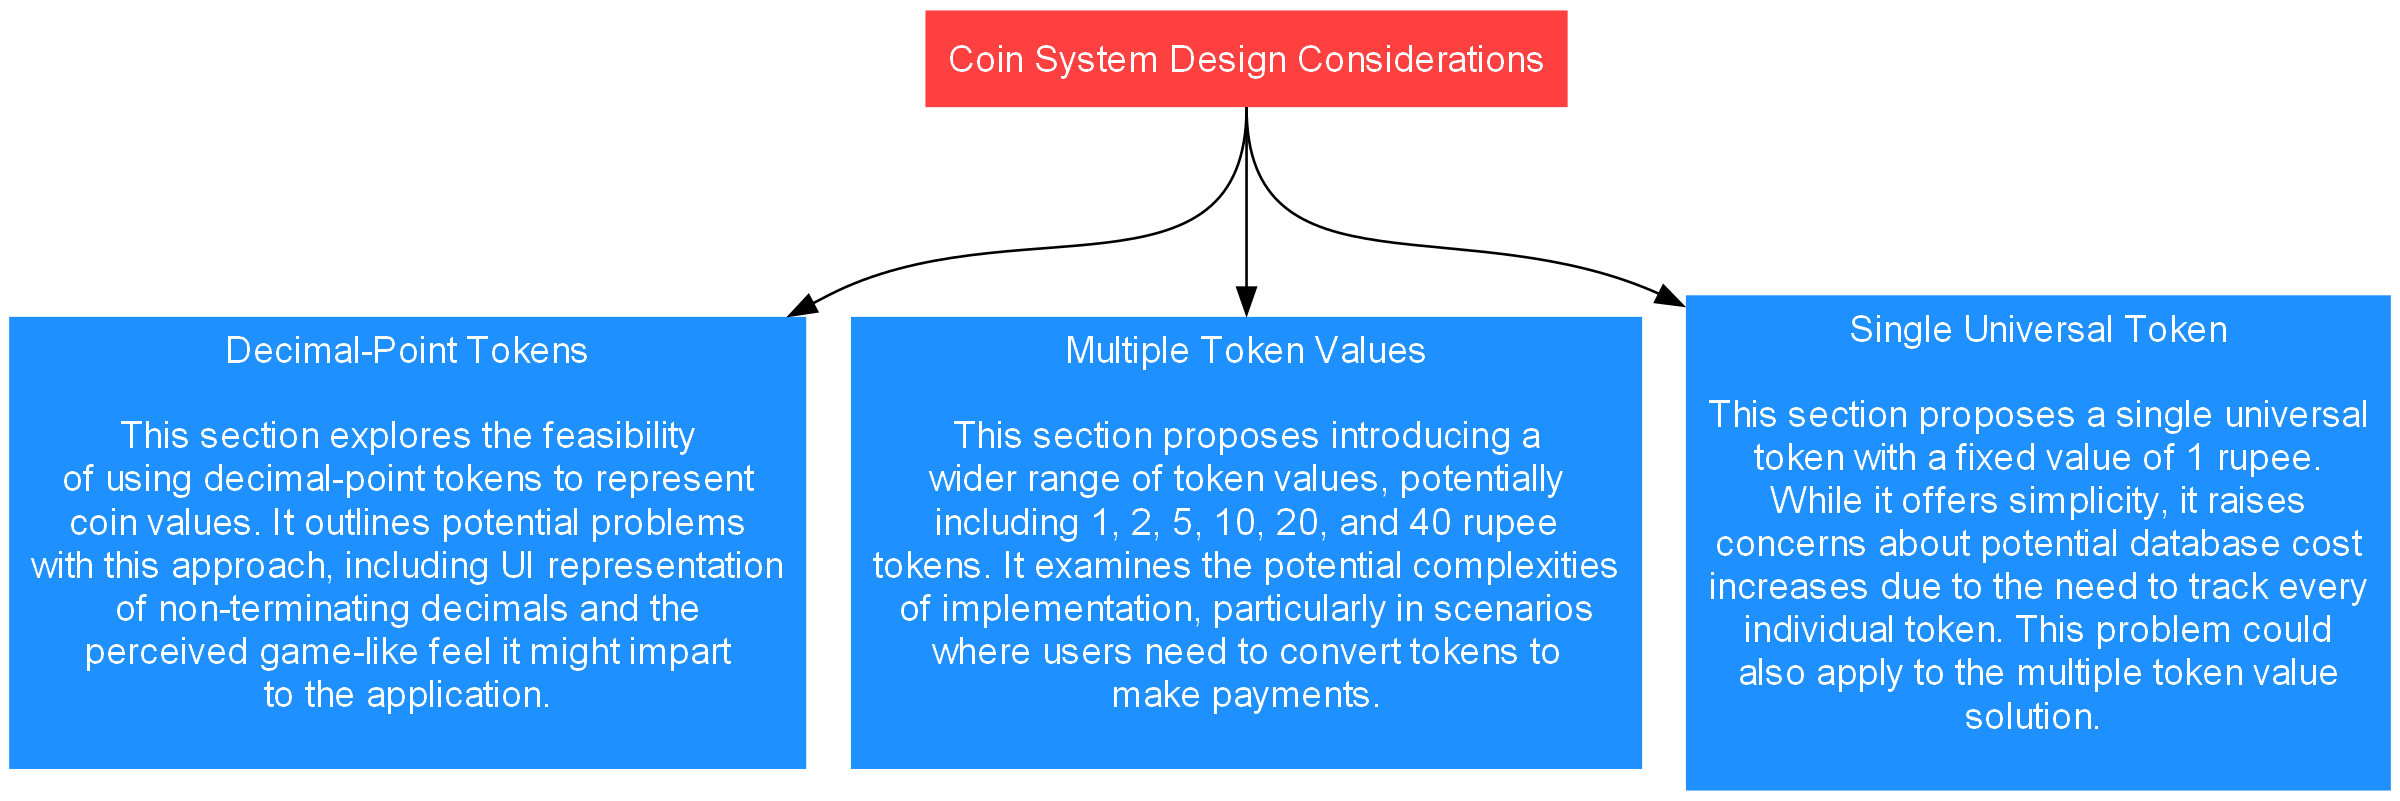 Coin System Design Considerations
Decimal-Point Tokens
This section explores the feasibility
of using decimal-point tokens to represent
coin values. It outlines potential problems
with this approach, including UI representation
of non-terminating decimals and the
perceived game-like feel it might impart
to the application.
Multiple Token Values
This section proposes introducing a
wider range of token values, potentially
including 1, 2, 5, 10, 20, and 40 rupee
tokens. It examines the potential complexities
of implementation, particularly in scenarios
where users need to convert tokens to
make payments.
Single Universal Token
This section proposes a single universal
token with a fixed value of 1 rupee.
While it offers simplicity, it raises
concerns about potential database cost
increases due to the need to track every
individual token. This problem could
also apply to the multiple token value
solution.